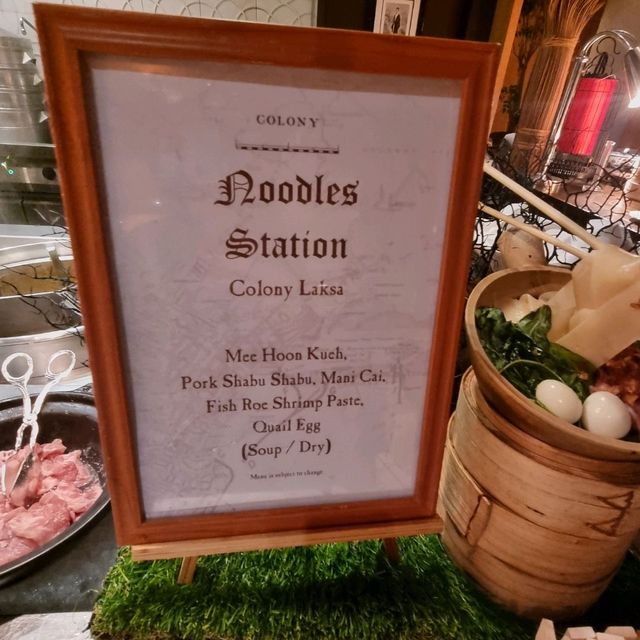 COLONY
Noodles
Station
Colony Laksa
Mee Hoon Kueh,
Pork Shabu Shabu, Mani Cai,
Fish Roe Shrimp Paste,
Quail Egg
(Soup / Dry)
Menu is subject to change